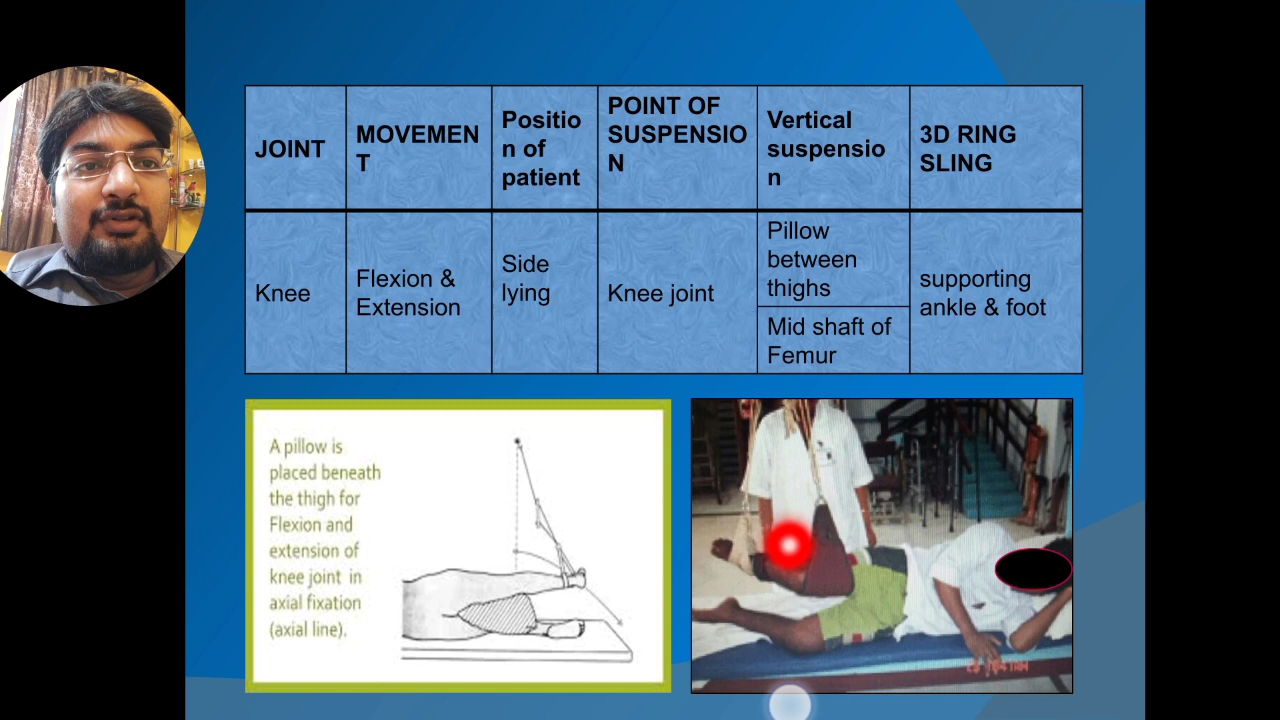 JOINT
MOVEMEN
T
Positio
n of
patient
POINT OF
SUSPENSIO
N
Vertical
suspensio
n
3D RING
SLING
Knee
Flexion &
Extension
Side
lying
Knee joint
Pillow
between
thighs
Mid shaft of
Femur
supporting
ankle & foot
A pillow is
placed beneath
the thigh for
Flexion and
extension of
knee joint in
axial fixation
(axial line).